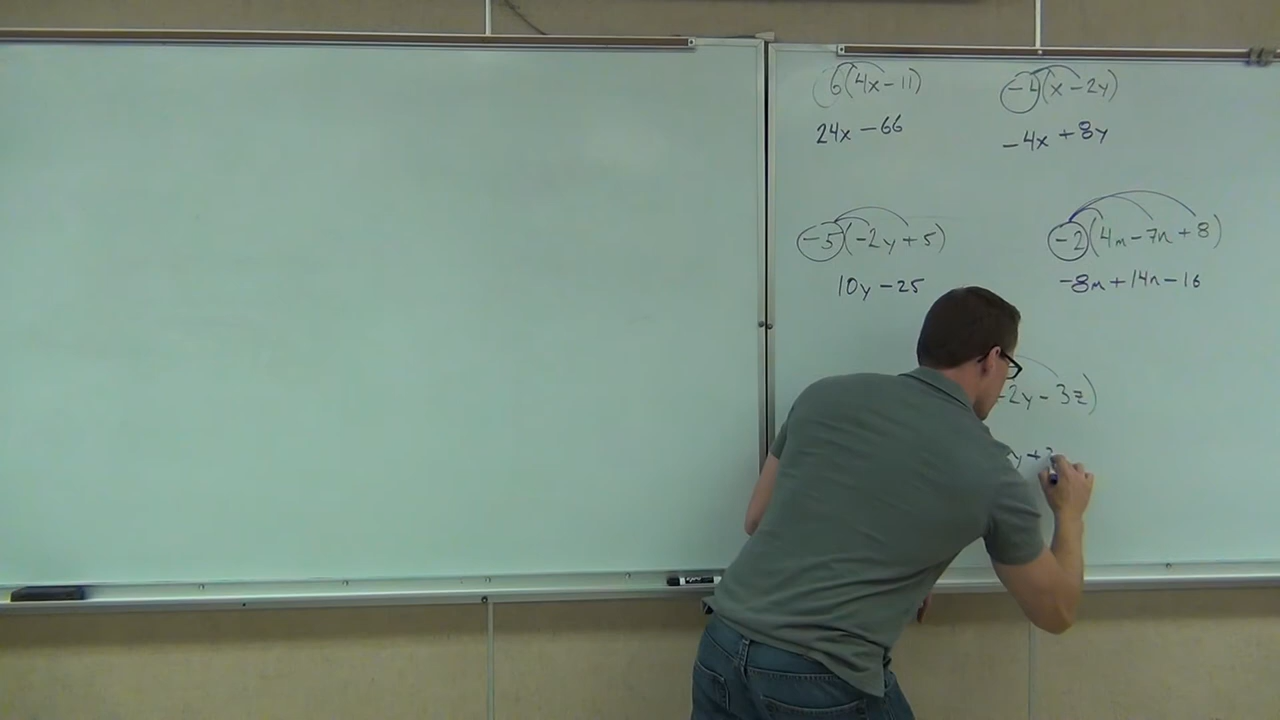 6(4x-11)
24x-66
-4(x-2y)
-4x+8y
-5(-2y+5)
10y-25
-2(4m-7n+8)
-8m+14n-16
-2y-3z)
y+3